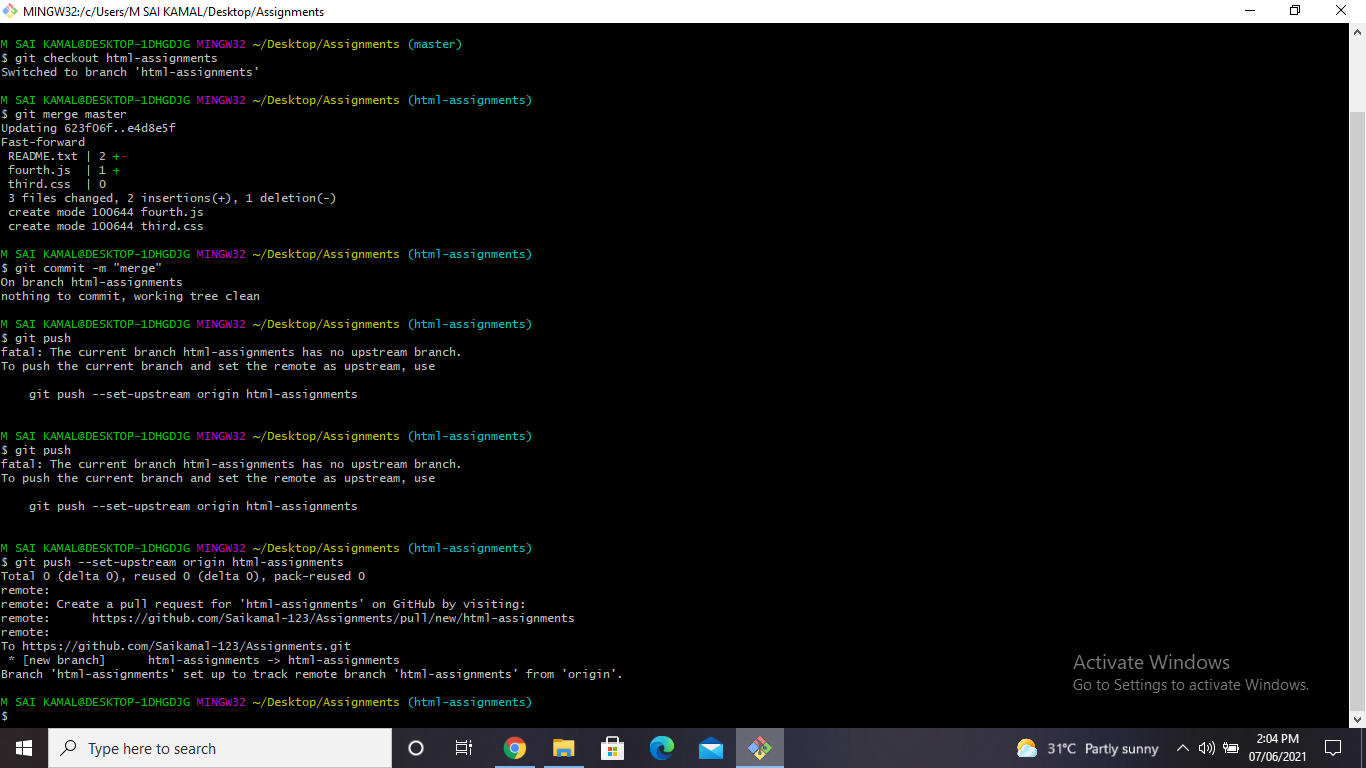 MINGW32:/c/Users/M SAI KAMAL/Desktop/Assignments
M SAI KAMAL@DESKTOP-1DHGDJG MINGW32 ~/Desktop/Assignments (master)
$ git checkout html-assignments
Switched to branch 'html-assignments'
M SAI KAMAL@DESKTOP-1DHGDJG MINGW32 ~/Desktop/Assignments (html-assignments)
$ git merge master
Updating 623f06f..e4d8e5f
Fast-forward
 README.txt | 2 +-
 fourth.js  | 1 +
 third.css  | 0
 3 files changed, 2 insertions(+), 1 deletion(-)
 create mode 100644 fourth.js
 create mode 100644 third.css
M SAI KAMAL@DESKTOP-1DHGDJG MINGW32 ~/Desktop/Assignments (html-assignments)
$ git commit -m "merge"
On branch html-assignments
nothing to commit, working tree clean
M SAI KAMAL@DESKTOP-1DHGDJG MINGW32 ~/Desktop/Assignments (html-assignments)
$ git push
fatal: The current branch html-assignments has no upstream branch.
To push the current branch and set the remote as upstream, use
    git push --set-upstream origin html-assignments
M SAI KAMAL@DESKTOP-1DHGDJG MINGW32 ~/Desktop/Assignments (html-assignments)
$ git push
fatal: The current branch html-assignments has no upstream branch.
To push the current branch and set the remote as upstream, use
    git push --set-upstream origin html-assignments
M SAI KAMAL@DESKTOP-1DHGDJG MINGW32 ~/Desktop/Assignments (html-assignments)
$ git push --set-upstream origin html-assignments
Total 0 (delta 0), reused 0 (delta 0), pack-reused 0
remote:
remote: Create a pull request for 'html-assignments' on GitHub by visiting:
remote:      https://github.com/Saikamal-123/Assignments/pull/new/html-assignments
remote:
To https://github.com/Saikamal-123/Assignments.git
 * [new branch]      html-assignments -> html-assignments
Branch 'html-assignments' set up to track remote branch 'html-assignments' from 'origin'.
M SAI KAMAL@DESKTOP-1DHGDJG MINGW32 ~/Desktop/Assignments (html-assignments)
$
Activate Windows
Go to Settings to activate Windows.
Type here to search
31°C Partly sunny
2:04 PM
07/06/2021